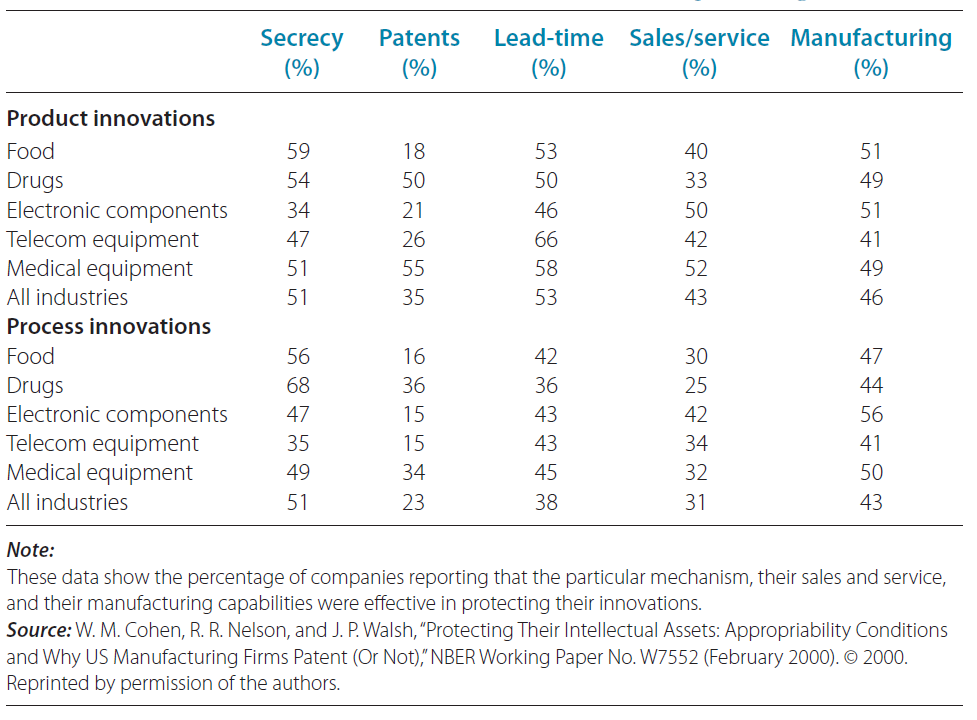 Secrecy Patents Lead-time Sales/service Manufacturing
(%) (%) (%) (%) (%)
Product innovations
Food 59 18 53 40 51
Drugs 54 50 50 33 49
Electronic components 34 21 46 50 51
Telecom equipment 47 26 66 42 41
Medical equipment 51 55 58 52 49
All industries 51 35 53 43 46
Process innovations
Food 56 16 42 30 47
Drugs 68 36 36 25 44
Electronic components 47 15 43 42 56
Telecom equipment 35 15 43 34 41
Medical equipment 49 34 45 32 50
All industries 51 23 38 31 43
Note:
These data show the percentage of companies reporting that the particular mechanism, their sales and service,
and their manufacturing capabilities were effective in protecting their innovations.
Source: W. M. Cohen, R. R. Nelson, and J. P. Walsh, “Protecting Their Intellectual Assets: Appropriability Conditions
and Why US Manufacturing Firms Patent (Or Not),” NBER Working Paper No. W7552 (February 2000). © 2000.
Reprinted by permission of the authors.